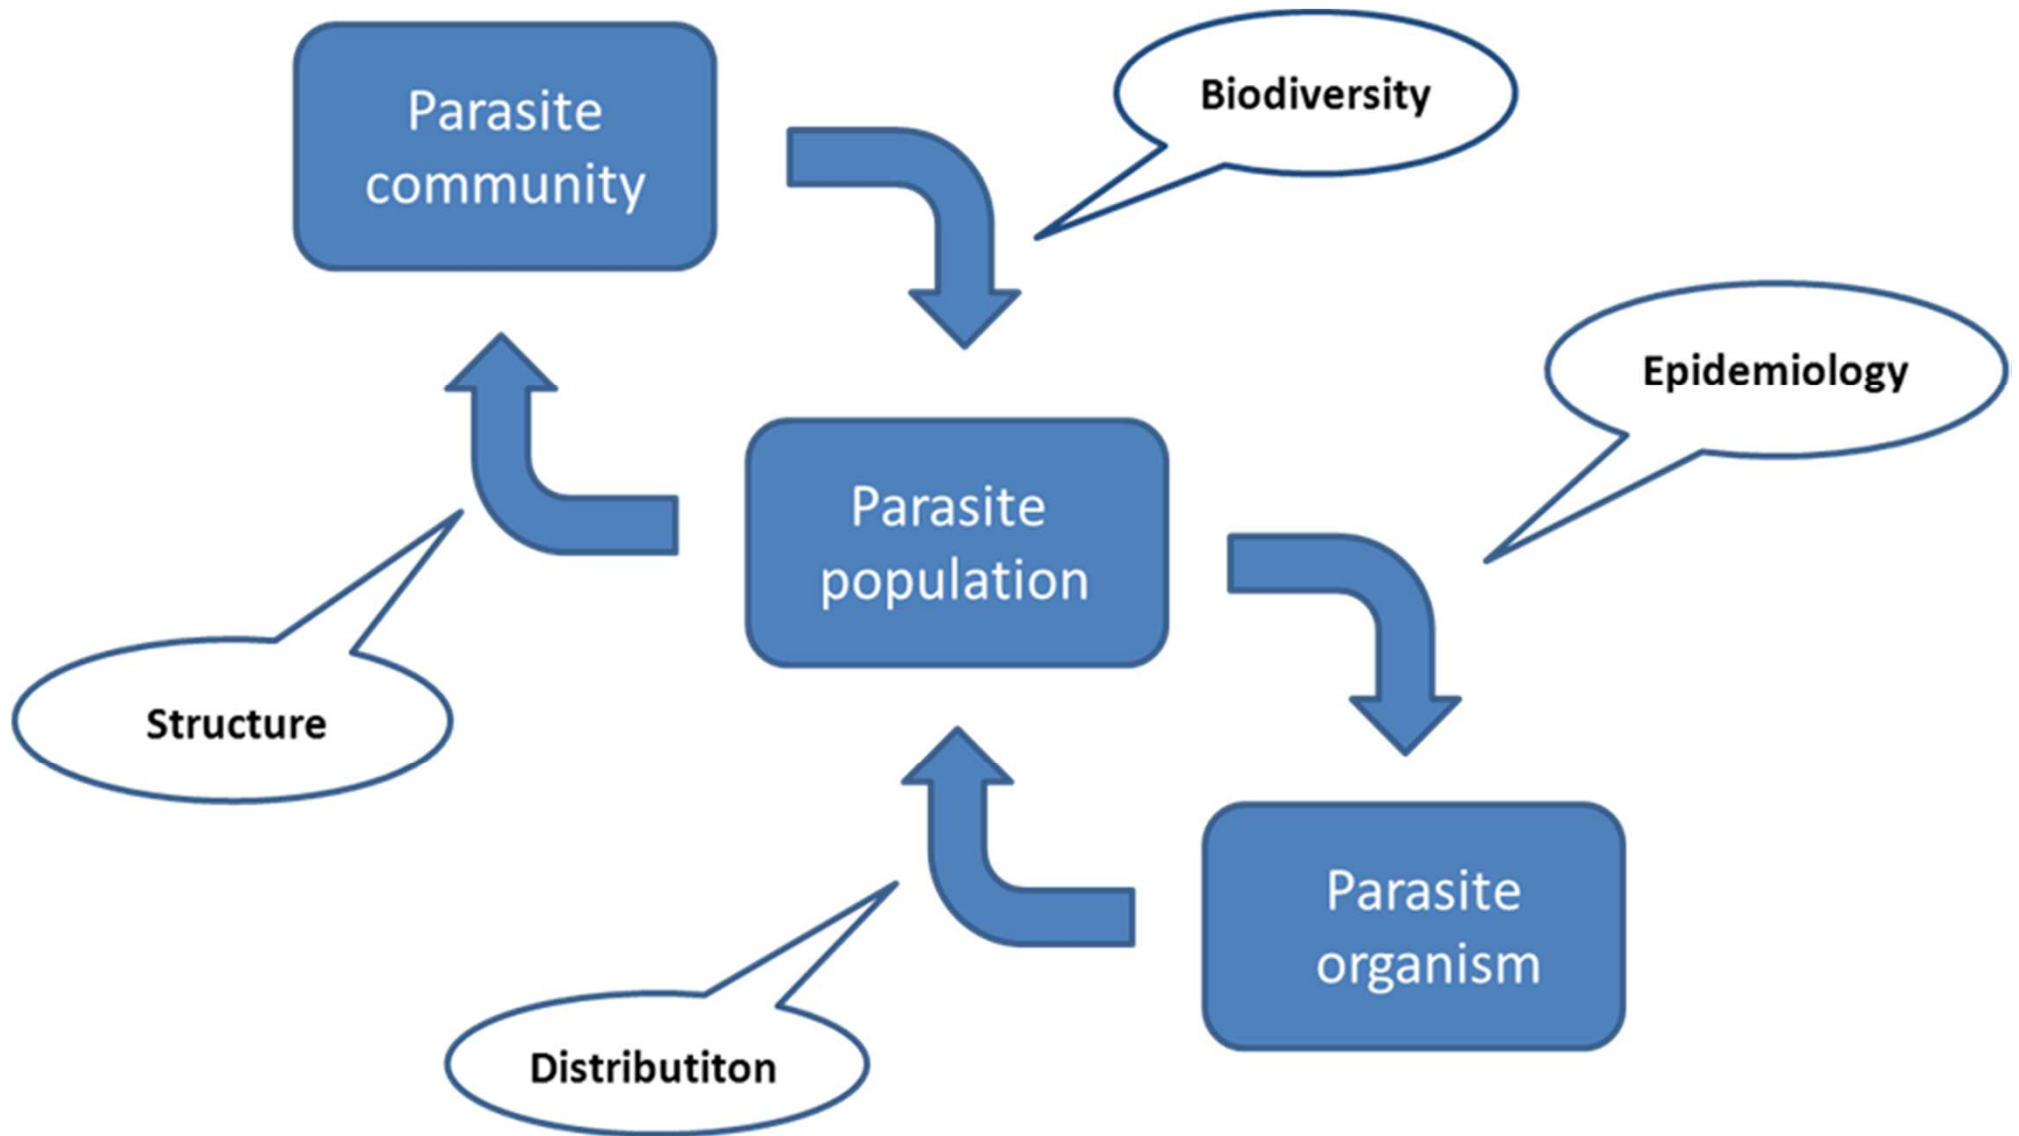 Parasite
community
Biodiversity
Epidemiology
Parasite
population
Structure
Parasite
organism
Distributiton